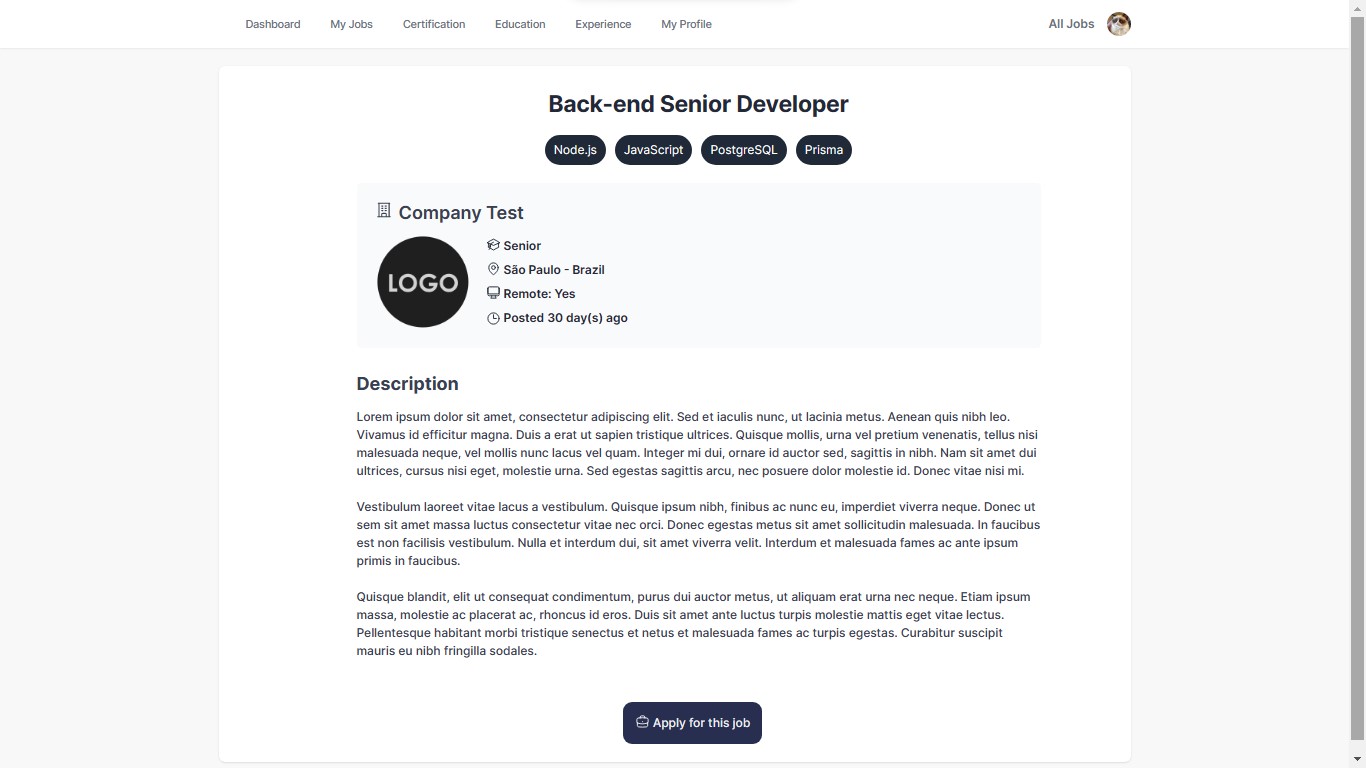 Dashboard My Jobs Certification Education Experience My Profile All Jobs
Back-end Senior Developer
Node.js JavaScript PostgreSQL Prisma
Company Test
LOGO
Senior
São Paulo - Brazil
Remote: Yes
Posted 30 day(s) ago
Description
Lorem ipsum dolor sit amet, consectetur adipiscing elit. Sed et iaculis nunc, ut lacinia metus. Aenean quis nibh leo.
Vivamus id efficitur magna. Duis a erat ut sapien tristique ultrices. Quisque mollis, urna vel pretium venenatis, tellus nisi
malesuada neque, vel mollis nunc lacus vel quam. Integer mi dui, ornare id auctor sed, sagittis in nibh. Nam sit amet dui
ultrices, cursus nisi eget, molestie urna. Sed egestas sagittis arcu, nec posuere dolor molestie id. Donec vitae nisi mi.
Vestibulum laoreet vitae lacus a vestibulum. Quisque ipsum nibh, finibus ac nunc eu, imperdiet viverra neque. Donec ut
sem sit amet massa luctus consectetur vitae nec orci. Donec egestas metus sit amet sollicitudin malesuada. In faucibus
est non facilisis vestibulum. Nulla et interdum dui, sit amet viverra velit. Interdum et malesuada fames ac ante ipsum
primis in faucibus.
Quisque blandit, elit ut consequat condimentum, purus dui auctor metus, ut aliquam erat urna nec neque. Etiam ipsum
massa, molestie ac placerat ac, rhoncus id eros. Duis sit amet ante luctus turpis molestie mattis eget vitae lectus.
Pellentesque habitant morbi tristique senectus et netus et malesuada fames ac turpis egestas. Curabitur suscipit
mauris eu nibh fringilla sodales.
Apply for this job